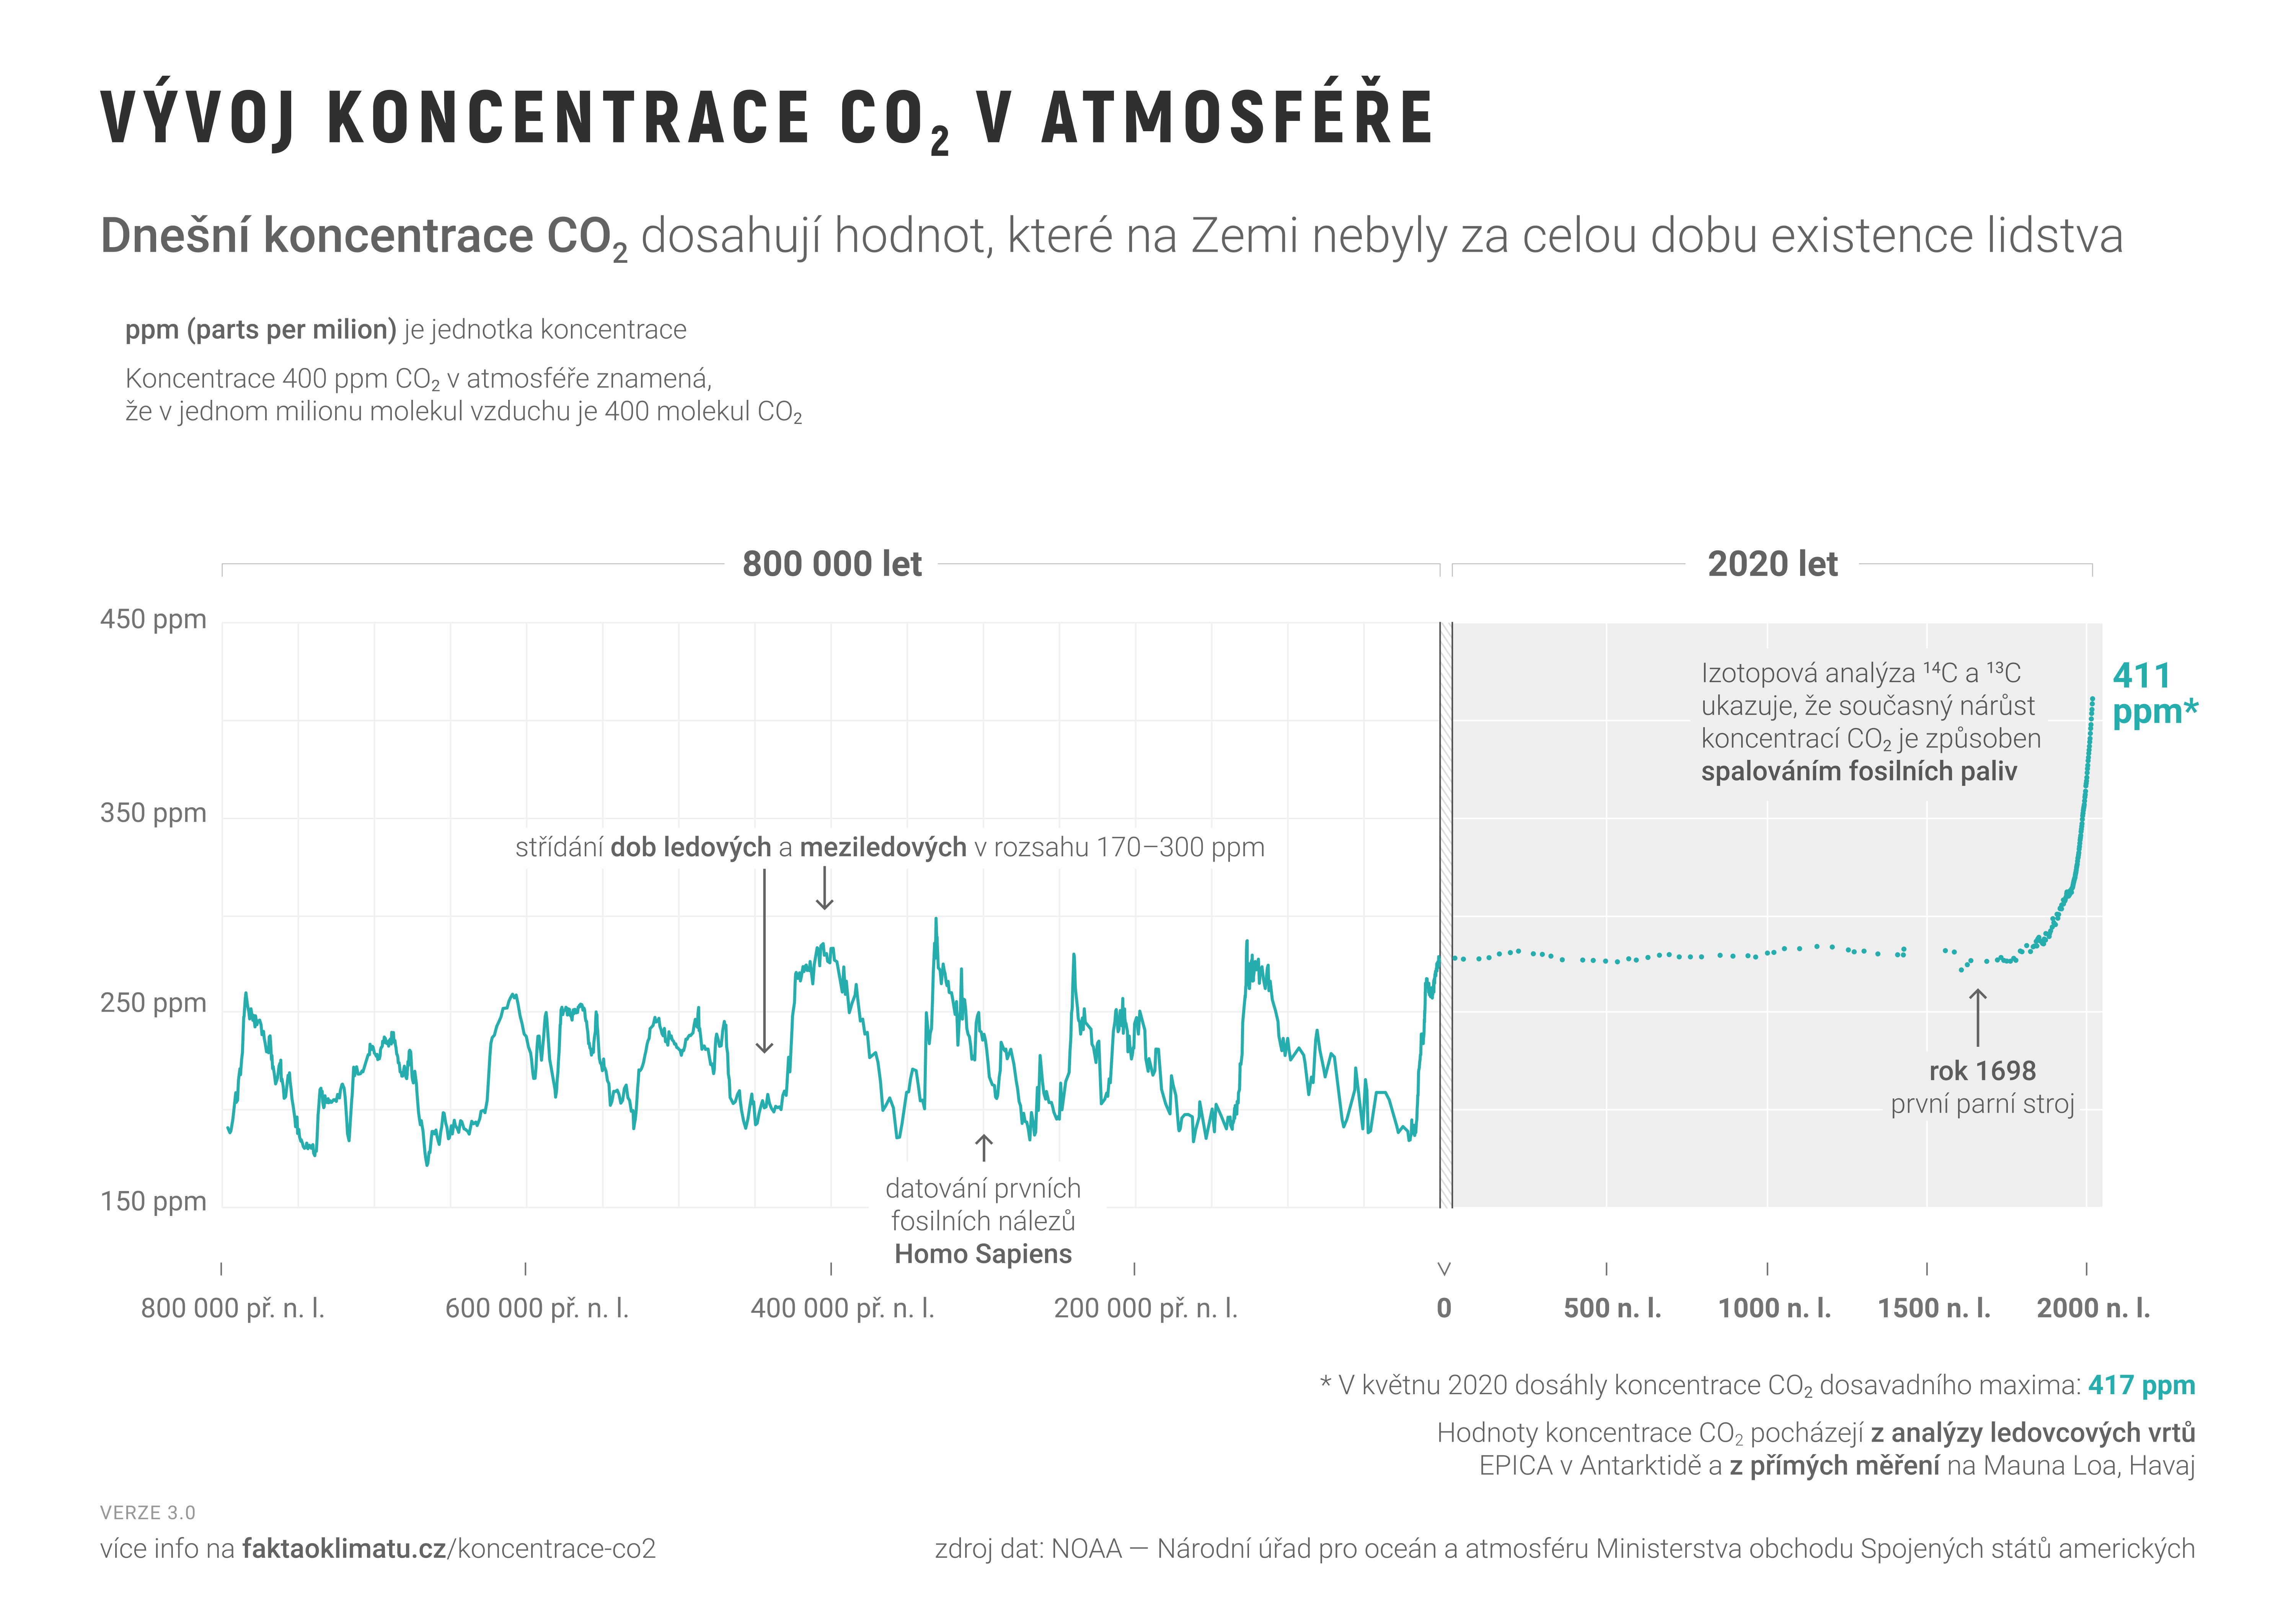 VÝVOJ KONCENTRACE CO₂ V ATMOSFÉŘE
Dnešní koncentrace CO₂ dosahují hodnot, které na Zemi nebyly za celou dobu existence lidstva
ppm (parts per milion) je jednotka koncentrace
Koncentrace 400 ppm CO₂ v atmosféře znamená,
že v jednom milionu molekul vzduchu je 400 molekul CO₂
800 000 let
2020 let
450 ppm
350 ppm
250 ppm
150 ppm
Izotopová analýza ¹⁴C a ¹³C
ukazuje, že současný nárůst
koncentrací CO₂ je způsoben
spalováním fosilních paliv
411
ppm*
střídání dob ledových a meziledových v rozsahu 170–300 ppm
rok 1698
první parní stroj
datování prvních
fosilních nálezů
Homo Sapiens
800 000 př. n. l.
600 000 př. n. l.
400 000 př. n. l.
200 000 př. n. l.
0
500 n. l.
1000 n. l.
1500 n. l.
2000 n. l.
* V květnu 2020 dosáhly koncentrace CO₂ dosavadního maxima: 417 ppm
Hodnoty koncentrace CO₂ pocházejí z analýzy ledovcových vrtů
EPICA v Antarktidě a z přímých měření na Mauna Loa, Havaj
VERZE 3.0
více info na faktaoklimatu.cz/koncentrace-co2
zdroj dat: NOAA — Národní úřad pro oceán a atmosféru Ministerstva obchodu Spojených států amerických